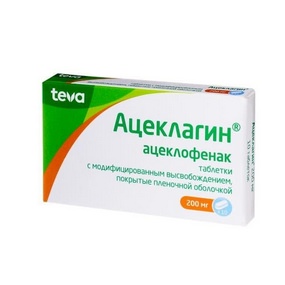 teva
Ацеклагин®
ацеклофенак
таблетки
с модифицированным высвобождением,
покрытые пленочной оболочкой
200 мг